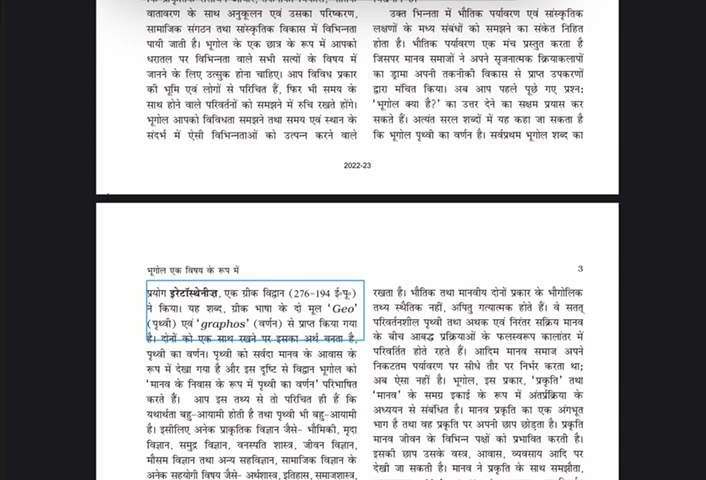 वातावरण के साथ अनुकूलन एवं उसका परिष्करण,
सामाजिक संगठन तथा सांस्कृतिक विकास में विभिन्नता
पायी जाती है। भूगोल के एक छात्र के रूप में आपको
धरातल पर विभिन्नता वाले सभी सत्यों के विषय में
जानने के लिए उत्सुक होना चाहिए। आप विविध प्रकार
की भूमि एवं लोगों से परिचित हैं, फिर भी समय के
साथ होने वाले परिवर्तनों को समझने में रुचि रखते होंगे।
भूगोल आपको विविधता समझने तथा समय एवं स्थान के
संदर्भ में ऐसी विभिन्नताओं को उत्पन्न करने वाले
उक्त भिन्नता में भौतिक पर्यावरण एवं सांस्कृतिक
लक्षणों के मध्य संबंधों को समझने का संकेत निहित
होता है। भौतिक पर्यावरण एक मंच प्रस्तुत करता है
जिसपर मानव समाजों ने अपने सृजनात्मक क्रियाकलापों
का ड्रामा अपनी तकनीकी विकास से प्राप्त उपकरणों
द्वारा मंचित किया। अब आप पहले पूछे गए प्रश्न:
'भूगोल क्या है?' का उत्तर देने का सक्षम प्रयास कर
सकते हैं। अत्यंत सरल शब्दों में यह कहा जा सकता है
कि भूगोल पृथ्वी का वर्णन है। सर्वप्रथम भूगोल शब्द का
2022-23
भूगोल एक विषय के रूप में
3
प्रयोग इरेटॉस्थेनीज़, एक ग्रीक विद्वान (276-194 ई॰पू॰)
ने किया। यह शब्द, ग्रीक भाषा के दो मूल 'Geo'
(पृथ्वी) एवं 'graphos' (वर्णन) से प्राप्त किया गया
है। दोनों को एक साथ रखने पर इसका अर्थ बनता है,
पृथ्वी का वर्णन। पृथ्वी को सर्वदा मानव के आवास के
रूप में देखा गया है और इस दृष्टि से विद्वान भूगोल को
'मानव के निवास के रूप में पृथ्वी का वर्णन' परिभाषित
करते हैं। आप इस तथ्य से तो परिचित ही हैं कि
यथार्थता बहु-आयामी होती है तथा पृथ्वी भी बहु-आयामी
है। इसीलिए अनेक प्राकृतिक विज्ञान जैसे- भौमिकी, मृदा
विज्ञान, समुद्र विज्ञान, वनस्पति शास्त्र, जीवन विज्ञान,
मौसम विज्ञान तथा अन्य सहविज्ञान, सामाजिक विज्ञान के
अनेक सहयोगी विषय जैसे- अर्थशास्त्र, इतिहास, समाजशास्त्र,
रखता है। भौतिक तथा मानवीय दोनों प्रकार के भौगोलिक
तथ्य स्थैतिक नहीं, अपितु गत्यात्मक होते हैं। वे सतत्
परिवर्तनशील पृथ्वी तथा अथक एवं निरंतर सक्रिय मानव
के बीच आबद्ध प्रक्रियाओं के फलस्वरूप कालांतर में
परिवर्तित होते रहते हैं। आदिम मानव समाज अपने
निकटतम पर्यावरण पर सीधे तौर पर निर्भर करता था;
अब ऐसा नहीं है। भूगोल, इस प्रकार, 'प्रकृति' तथा
'मानव' के समग्र इकाई के रूप में अंतर्प्रक्रिया के
अध्ययन से संबंधित है। मानव प्रकृति का एक अंगभूत
भाग है तथा वह प्रकृति पर अपनी छाप छोड़ता है। प्रकृति
मानव जीवन के विभिन्न पक्षों को प्रभावित करती है।
इसकी छाप उसके वस्त्र, आवास, व्यवसाय आदि पर
देखी जा सकती है। मानव ने प्रकृति के साथ समझौता,